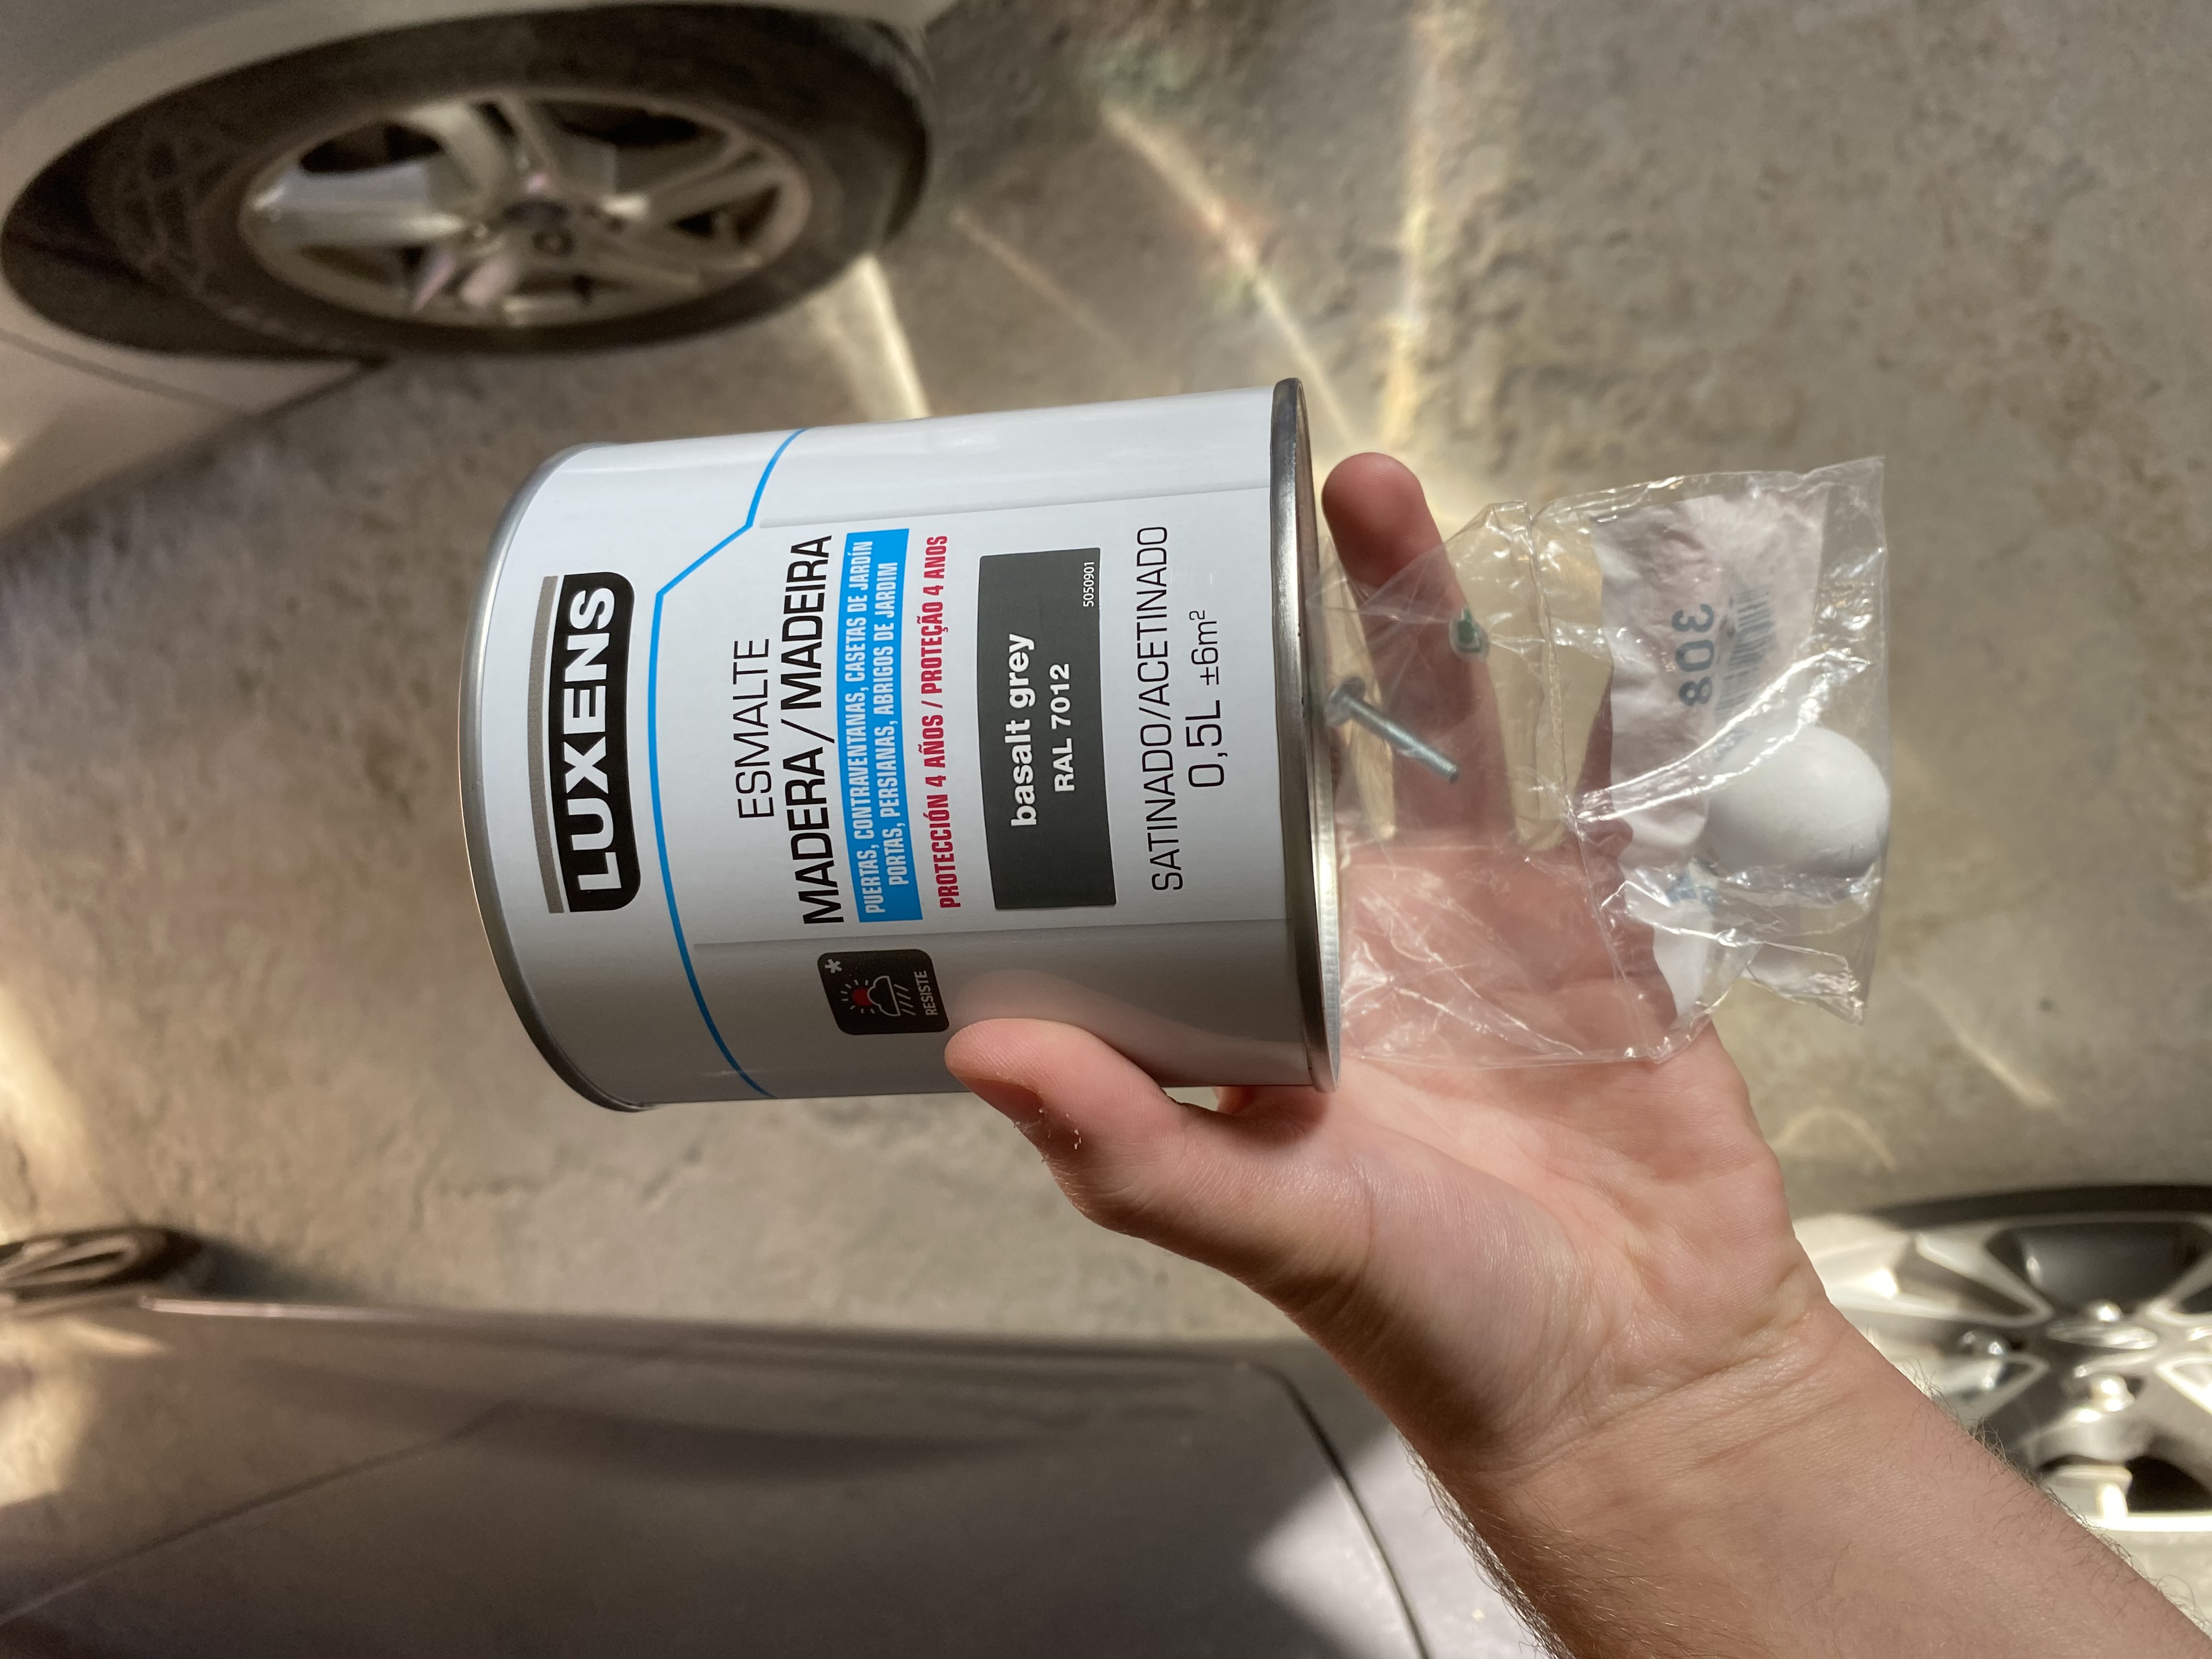 LUXENS
ESMALTE
MADERA/MADEIRA
PUERTAS, CONTRAVENTANAS, CASETAS DE JARDÍN
PORTAS, PERSIANAS, ABRIGOS DE JARDIM
*
RESISTE
PROTECCIÓN 4 AÑOS / PROTEÇÃO 4 ANOS
basalt grey
RAL 7012
5050901
SATINADO/ACETINADO
0,5L ±6m²
308